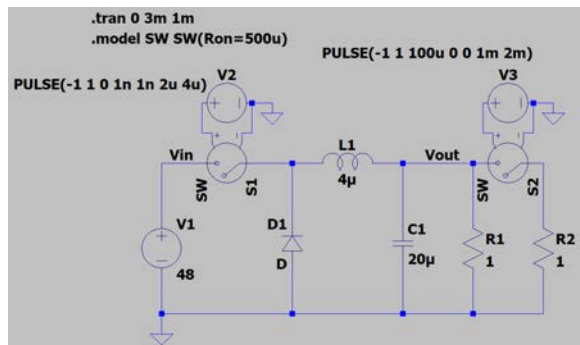 .tran 0 3m 1m
.model SW SW(Ron=500u)
PULSE(-1 1 100u 0 0 1m 2m)
PULSE(-1 1 0 1n 1n 2u 4u)
V2
V3
L1
Vin
Vout
4µ
SW
S1
SW
S2
V1
D1
C1
R1
R2
D
20µ
1
1
48